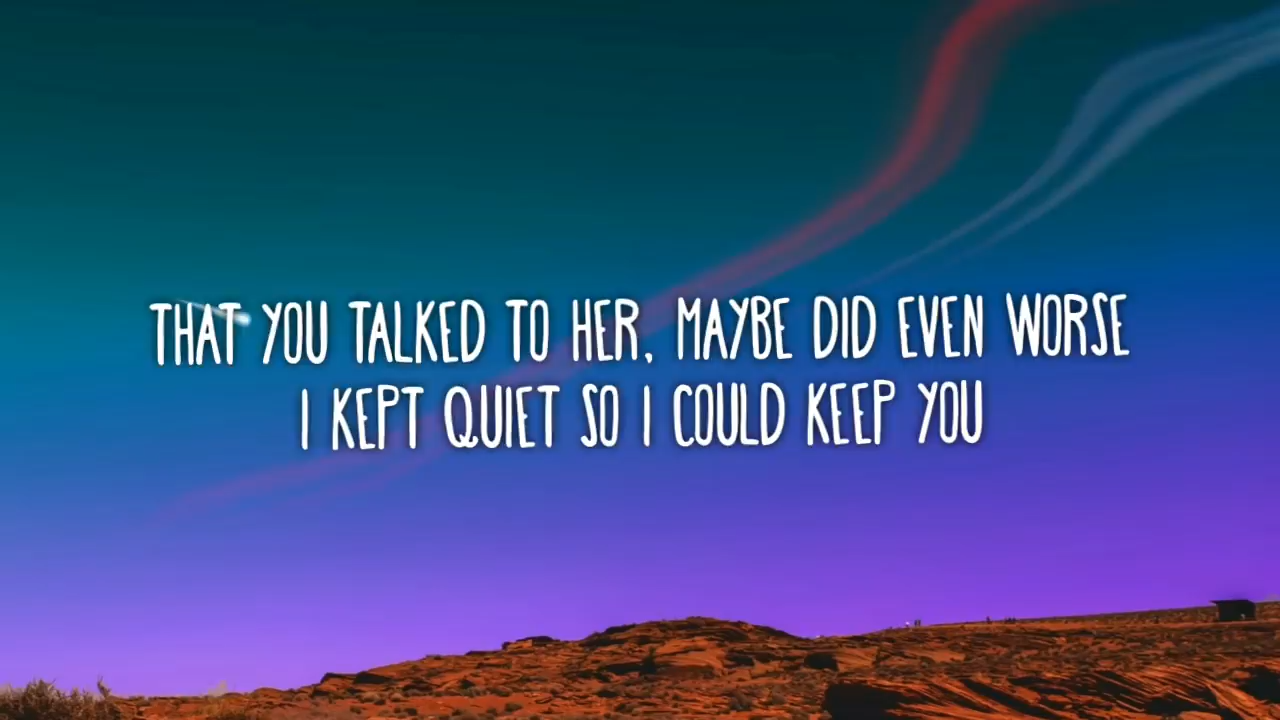 THAT YOU TALKED TO HER, MAYBE DID EVEN WORSE
I KEPT QUIET SO I COULD KEEP YOU